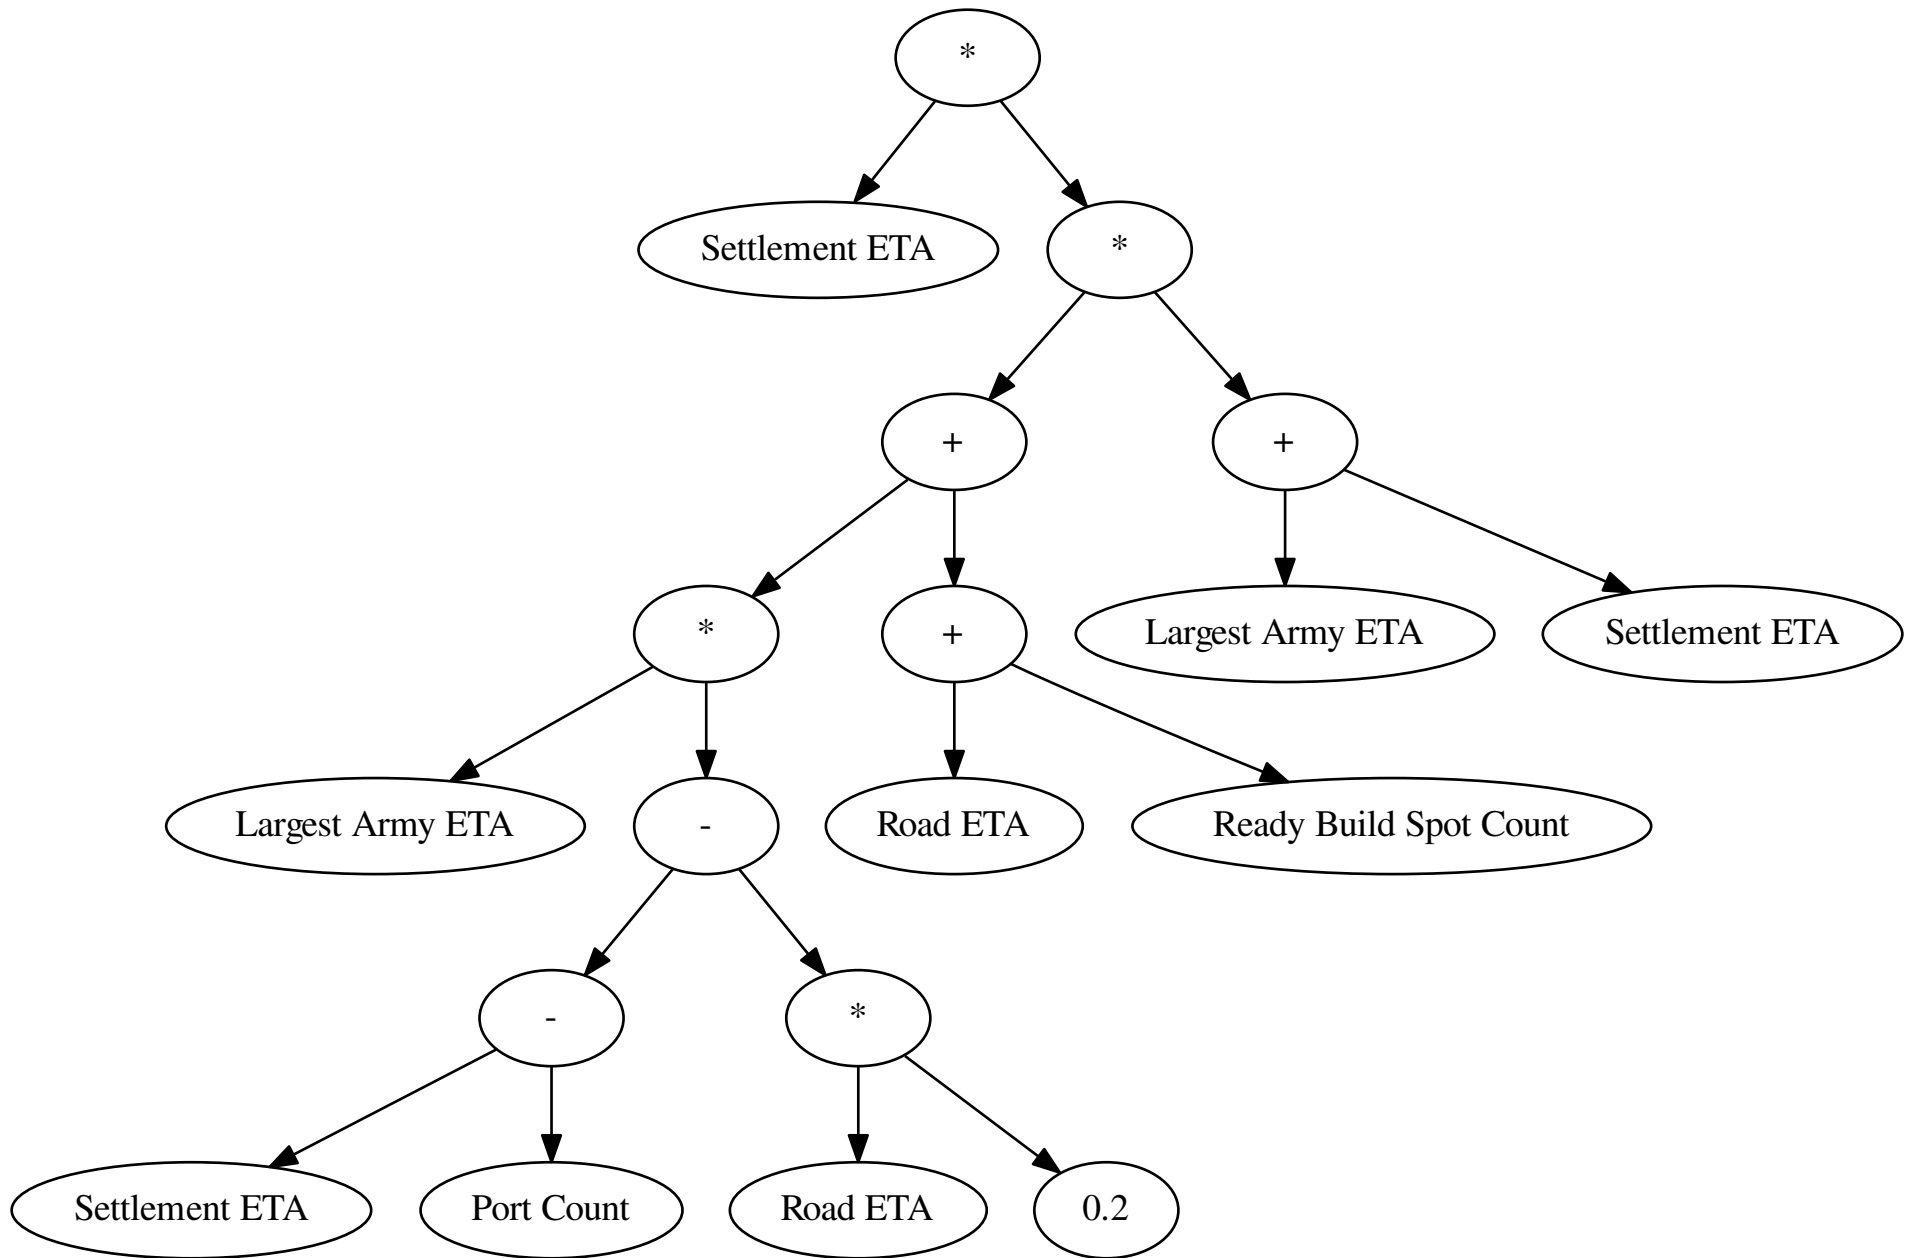 *
Settlement ETA
*
+
+
*
+
Largest Army ETA
Settlement ETA
Largest Army ETA
-
Road ETA
Ready Build Spot Count
-
*
Settlement ETA
Port Count
Road ETA
0.2